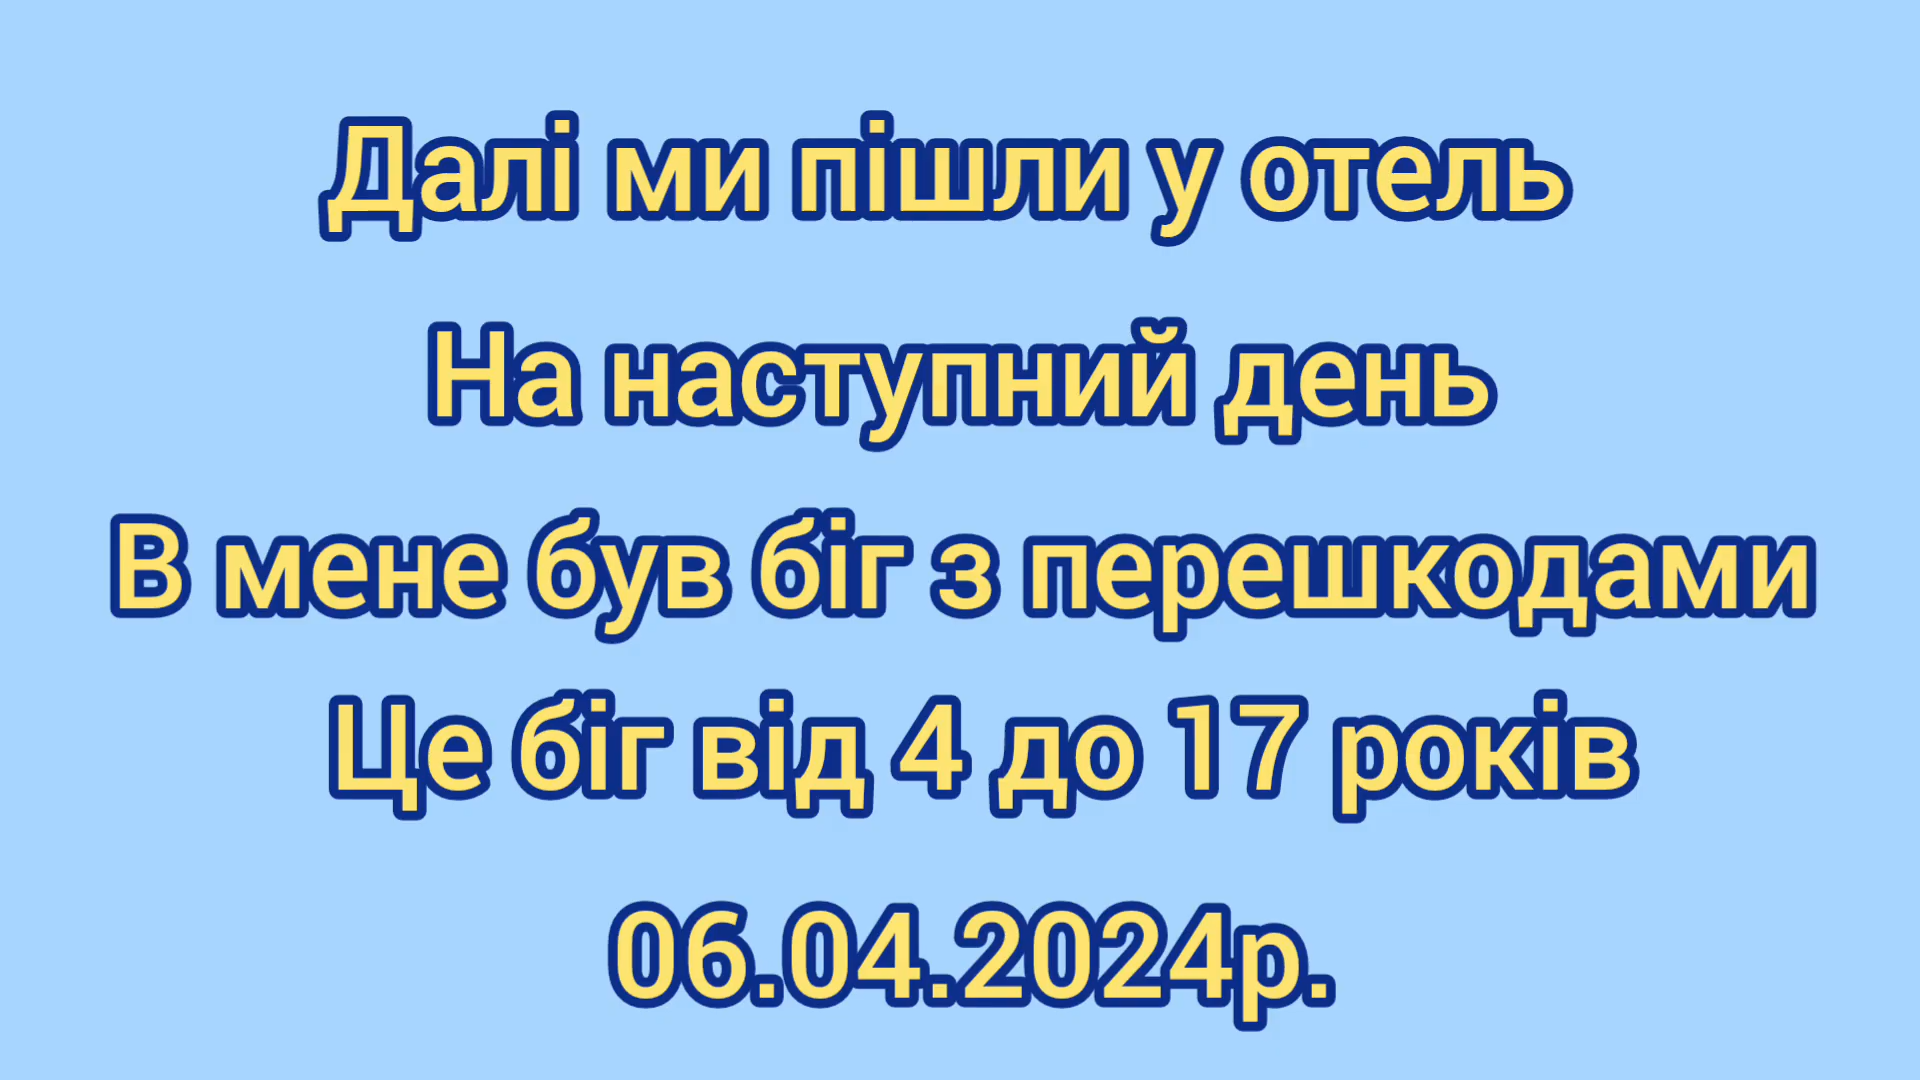 Далі ми пішли у отель
На наступний день
В мене був біг з перешкодами
Це біг від 4 до 17 років
06.04.2024р.